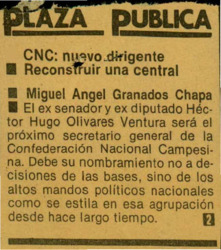 PLAZA PUBLICA
CNC: nuevo dirigente
■ Reconstruir una central
■ Miguel Angel Granados Chapa
■ El ex senador y ex diputado Héc-
tor Hugo Olivares Ventura será el
próximo secretario general de la
Confederación Nacional Campesi-
na. Debe su nombramiento no a de-
cisiones de las bases, sino de los
altos mandos políticos nacionales
como se estila en esa agrupación
desde hace largo tiempo. 2